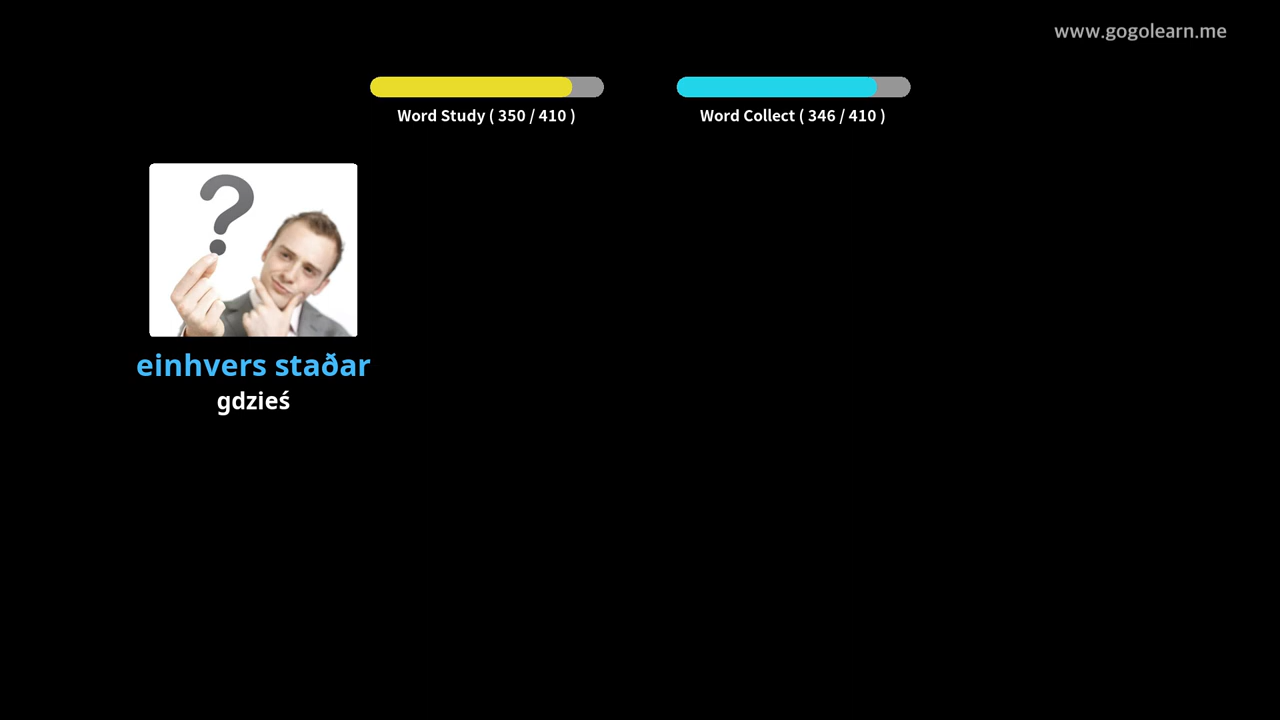 www.gogolearn.me
Word Study ( 350 / 410 )
Word Collect ( 346 / 410 )
?
einhvers staðar
gdzieś